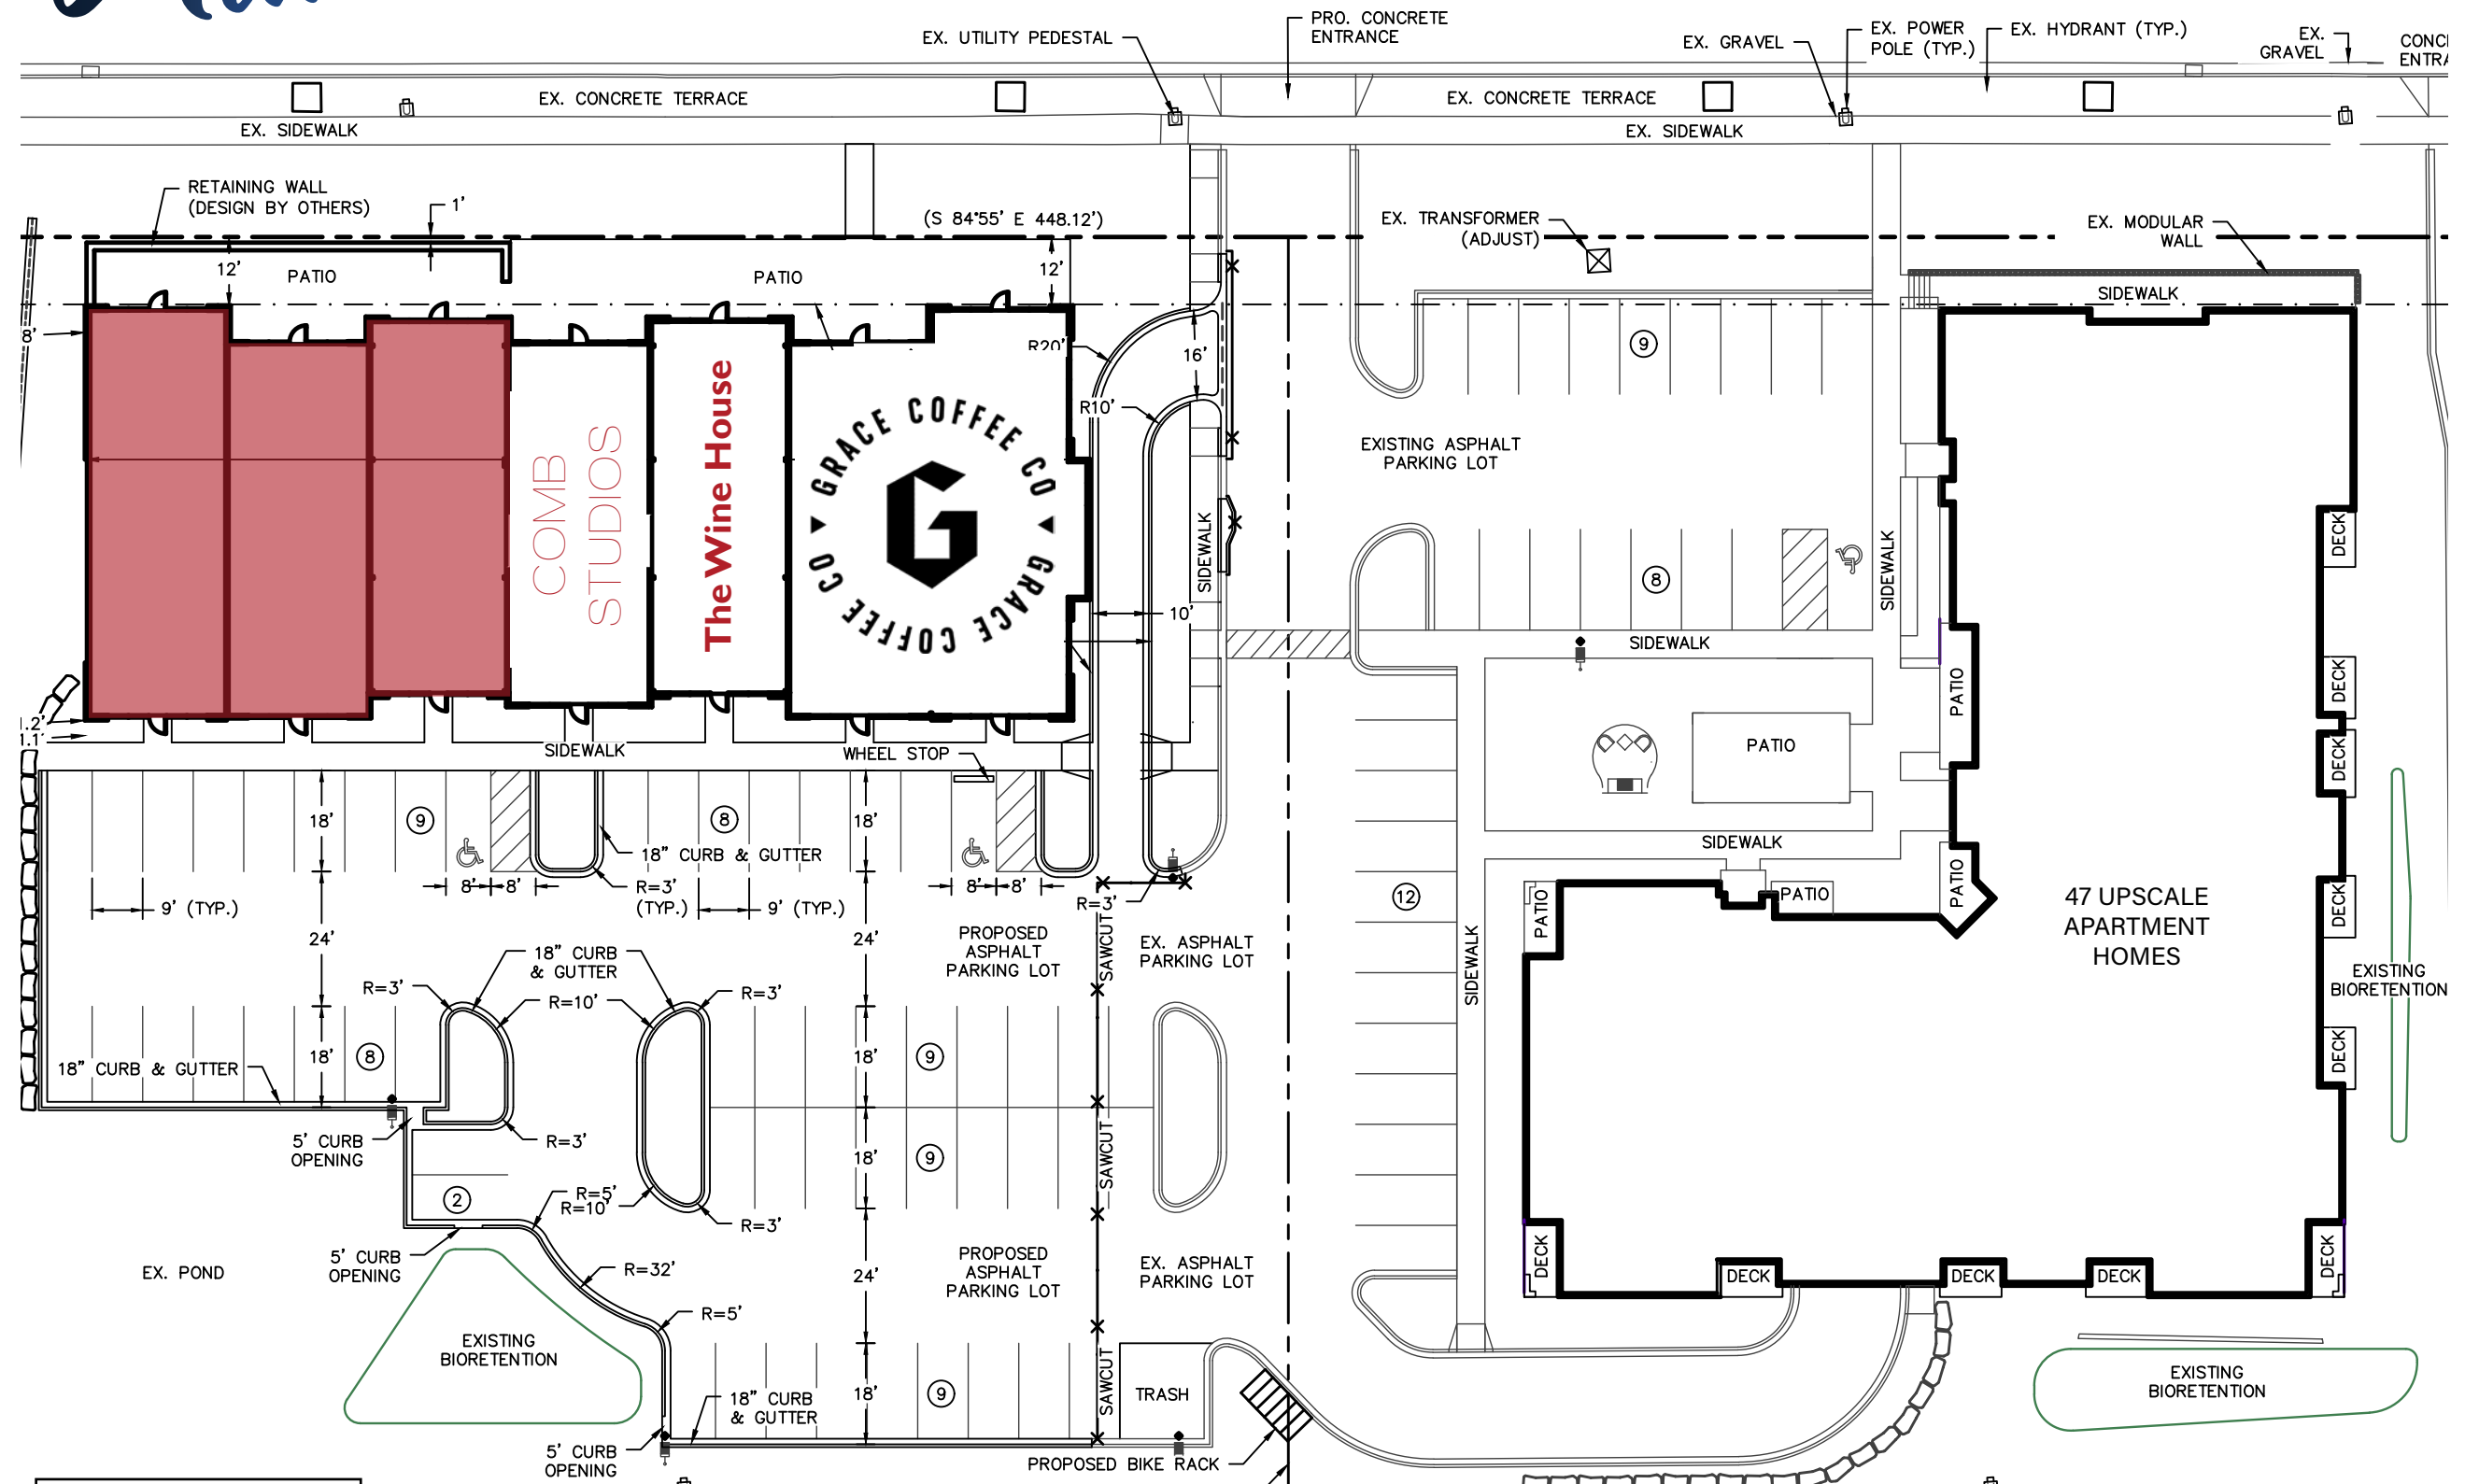 PRO. CONCRETE
ENTRANCE
EX. UTILITY PEDESTAL
EX. GRAVEL
EX. POWER
POLE (TYP.)
EX. HYDRANT (TYP.)
EX.
GRAVEL
EX. CONCRETE TERRACE
EX. CONCRETE TERRACE
EX. SIDEWALK
EX. SIDEWALK
RETAINING WALL
(DESIGN BY OTHERS)
1'
(S 84°55' E 448.12')
EX. TRANSFORMER
(ADJUST)
EX. MODULAR
WALL
12'
PATIO
PATIO
12'
SIDEWALK
8'
R20'
16'
9
R10'
EXISTING ASPHALT
PARKING LOT
COMB
STUDIOS
The Wine House
GRACE COFFEE CO
GRACE COFFEE CO
G
SIDEWALK
10'
8
SIDEWALK
SIDEWALK
DECK
DECK
DECK
DECK
DECK
PATIO
PATIO
PATIO
SIDEWALK
PATIO
PATIO
1.2'
1.1'
SIDEWALK
WHEEL STOP
18'
9
8
18'
18" CURB & GUTTER
8'
8'
R=3'
(TYP.)
8'
8'
R=3'
9' (TYP.)
9' (TYP.)
12
SIDEWALK
47 UPSCALE
APARTMENT
HOMES
24'
24'
PROPOSED
ASPHALT
PARKING LOT
SAWCUT
EX. ASPHALT
PARKING LOT
18" CURB
& GUTTER
EXISTING
BIORETENTION
R=3'
R=10'
R=3'
18'
8
18'
9
18" CURB & GUTTER
5' CURB
OPENING
R=3'
18'
9
SAWCUT
2
R=5'
R=10'
R=3'
5' CURB
OPENING
EX. POND
R=32'
24'
PROPOSED
ASPHALT
PARKING LOT
EX. ASPHALT
PARKING LOT
DECK
DECK
DECK
DECK
DECK
R=5'
EXISTING
BIORETENTION
18" CURB
& GUTTER
18'
9
SAWCUT
TRASH
EXISTING
BIORETENTION
5' CURB
OPENING
PROPOSED BIKE RACK